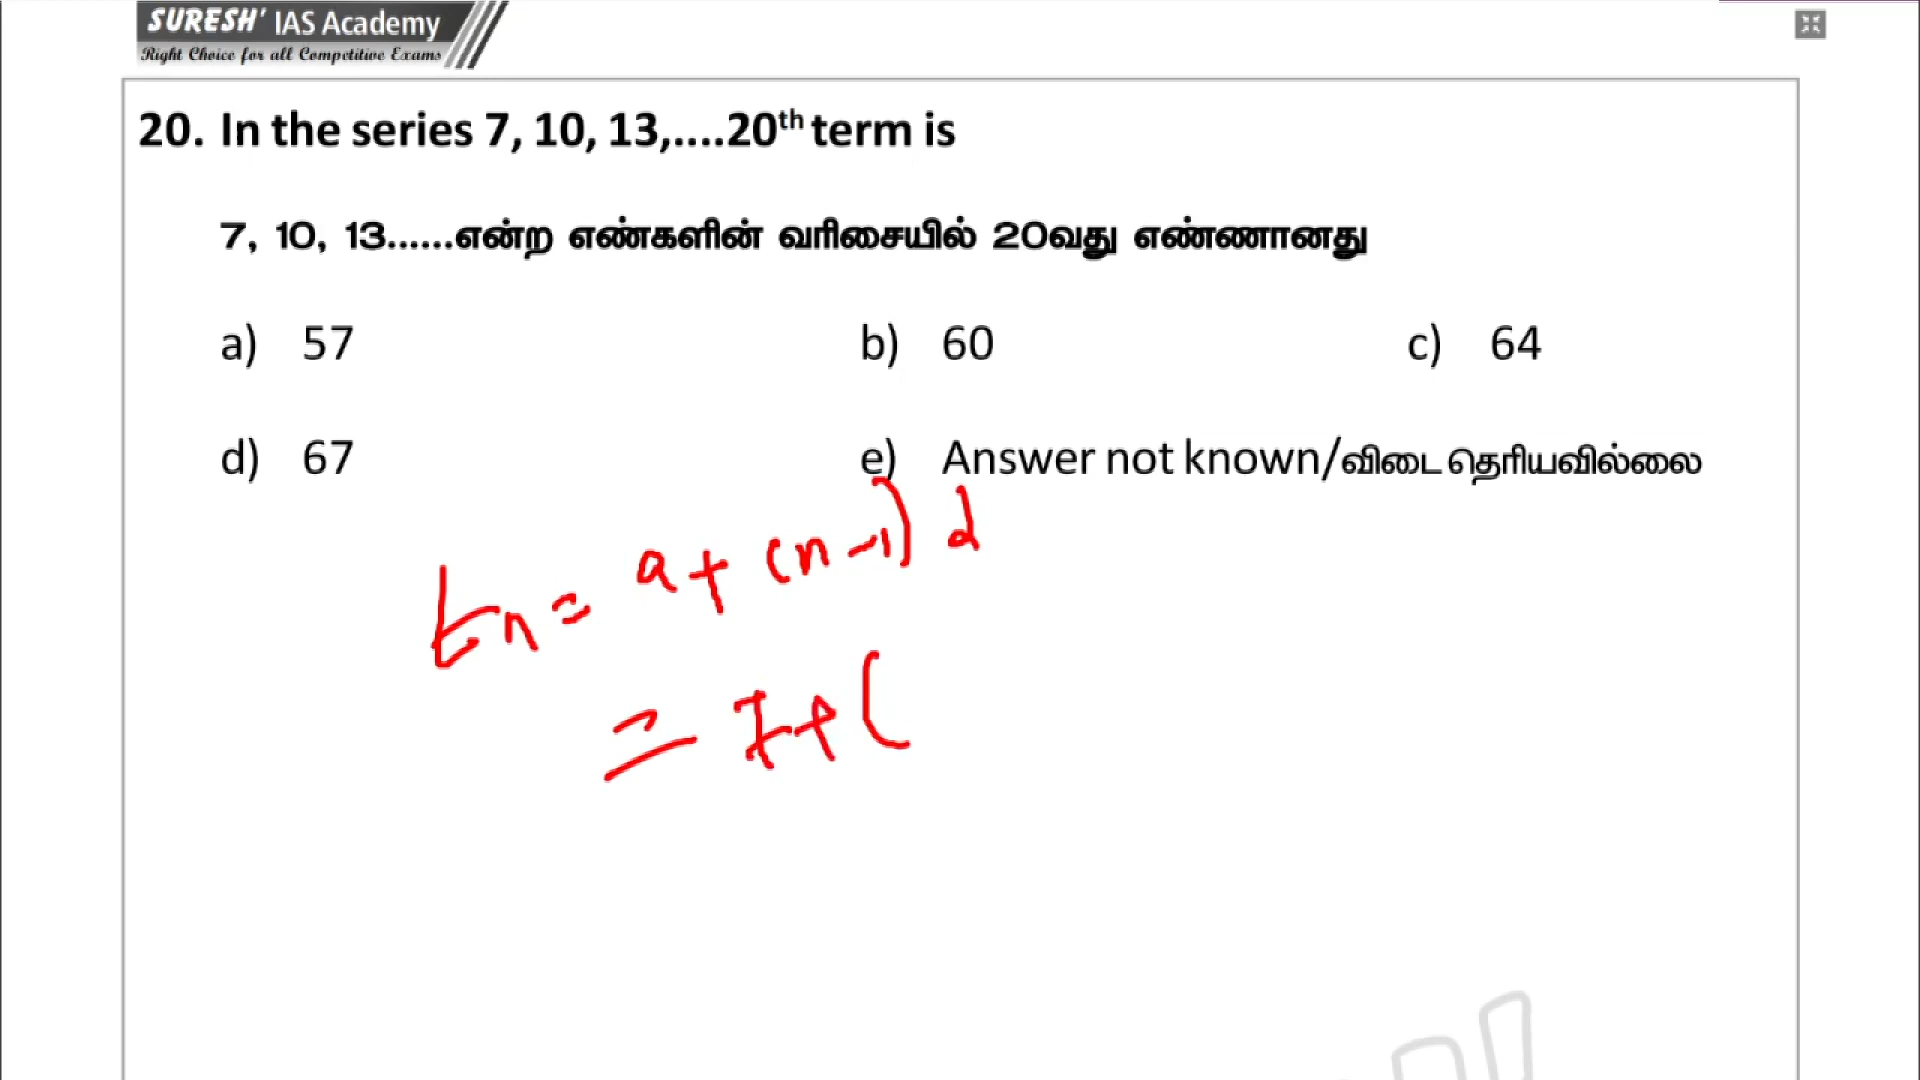 SURESH' IAS Academy
Right Choice for all Competitive Exams
20. In the series 7, 10, 13,....20th term is
7, 10, 13......என்ற எண்களின் வரிசையில் 20வது எண்ணானது
a) 57 b) 60 c) 64
d) 67 e) Answer not known/விடை தெரியவில்லை
tn = a + (n-1) d
= 7+(